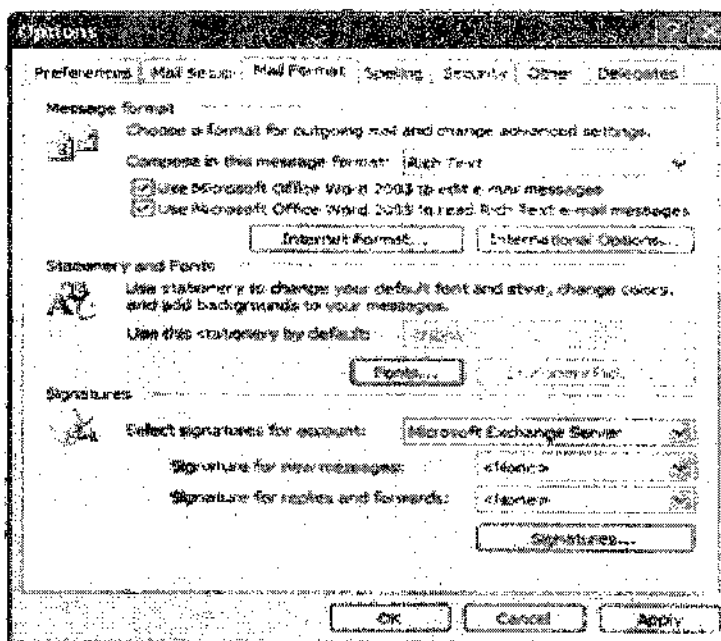 Options
Preferences Mail Setup Mail Format Spelling Security Other Delegates
Message format
Choose a format for outgoing mail and change advanced settings.
Compose in this message format: Rich Text
Use Microsoft Office Word 2003 to edit e-mail messages
Use Microsoft Office Word 2003 to read Rich Text e-mail messages
Internet Format... International Options...
Stationery and Fonts
Use stationery to change your default font and style, change colors,
and add backgrounds to your messages.
Use this stationery by default:
Fonts...
Signatures
Select signatures for account: Microsoft Exchange Server
Signature for new messages: <None>
Signature for replies and forwards: <None>
Signatures...
OK Cancel Apply